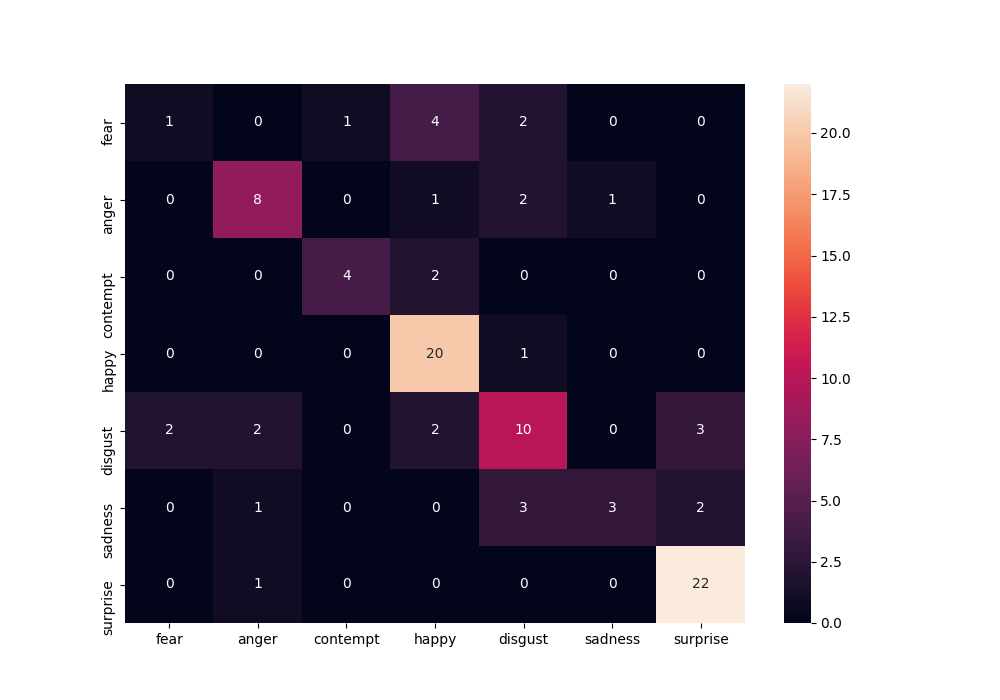 fear 1 0 1 4 2 0 0
anger 0 8 0 1 2 1 0
contempt 0 0 4 2 0 0 0
happy 0 0 0 20 1 0 0
disgust 2 2 0 2 10 0 3
sadness 0 1 0 0 3 3 2
surprise 0 1 0 0 0 0 22
fear anger contempt happy disgust sadness surprise
20.0
17.5
15.0
12.5
10.0
7.5
5.0
2.5
0.0